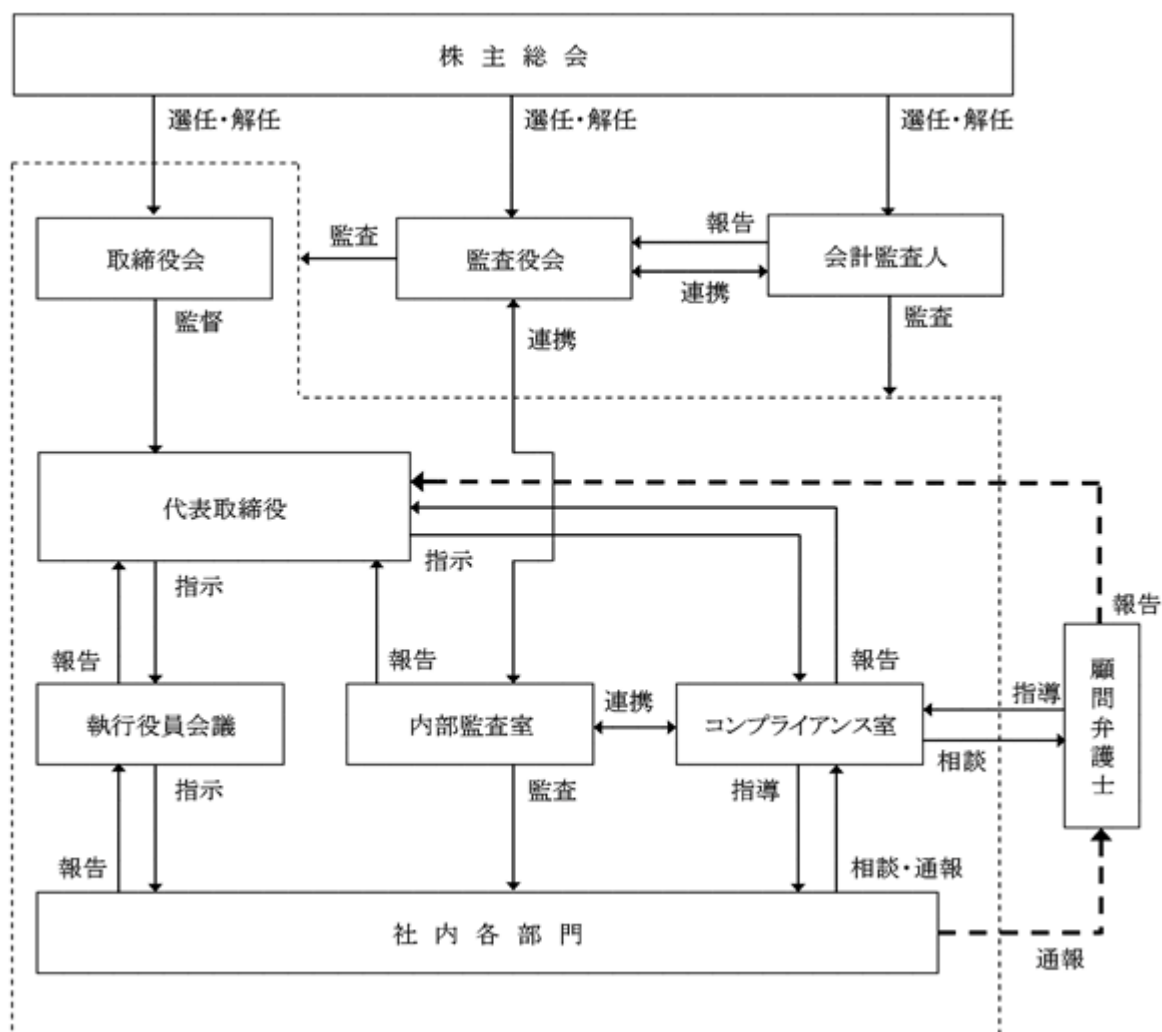 株主総会
選任・解任
選任・解任
選任・解任
取締役会
監査
監査役会
報告
連携
会計監査人
監督
連携
監査
代表取締役
指示
指示
報告
報告
報告
報告
執行役員会議
内部監査室
連携
コンプライアンス室
指導
相談
顧問弁護士
指示
監査
指導
報告
相談・通報
社内各部門
通報